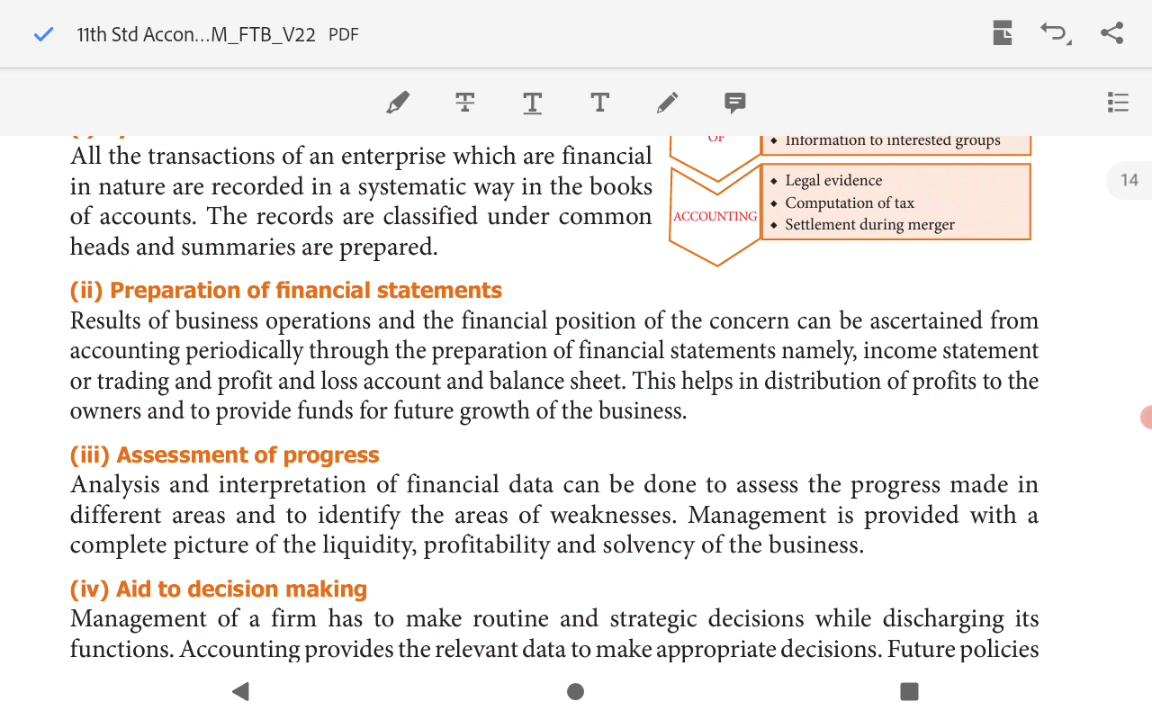 11th Std Accon...M_FTB_V22 PDF
14
OF
◆ Information to interested groups
ACCOUNTING
◆ Legal evidence
◆ Computation of tax
◆ Settlement during merger
All the transactions of an enterprise which are financial
in nature are recorded in a systematic way in the books
of accounts. The records are classified under common
heads and summaries are prepared.
(ii) Preparation of financial statements
Results of business operations and the financial position of the concern can be ascertained from
accounting periodically through the preparation of financial statements namely, income statement
or trading and profit and loss account and balance sheet. This helps in distribution of profits to the
owners and to provide funds for future growth of the business.
(iii) Assessment of progress
Analysis and interpretation of financial data can be done to assess the progress made in
different areas and to identify the areas of weaknesses. Management is provided with a
complete picture of the liquidity, profitability and solvency of the business.
(iv) Aid to decision making
Management of a firm has to make routine and strategic decisions while discharging its
functions. Accounting provides the relevant data to make appropriate decisions. Future policies